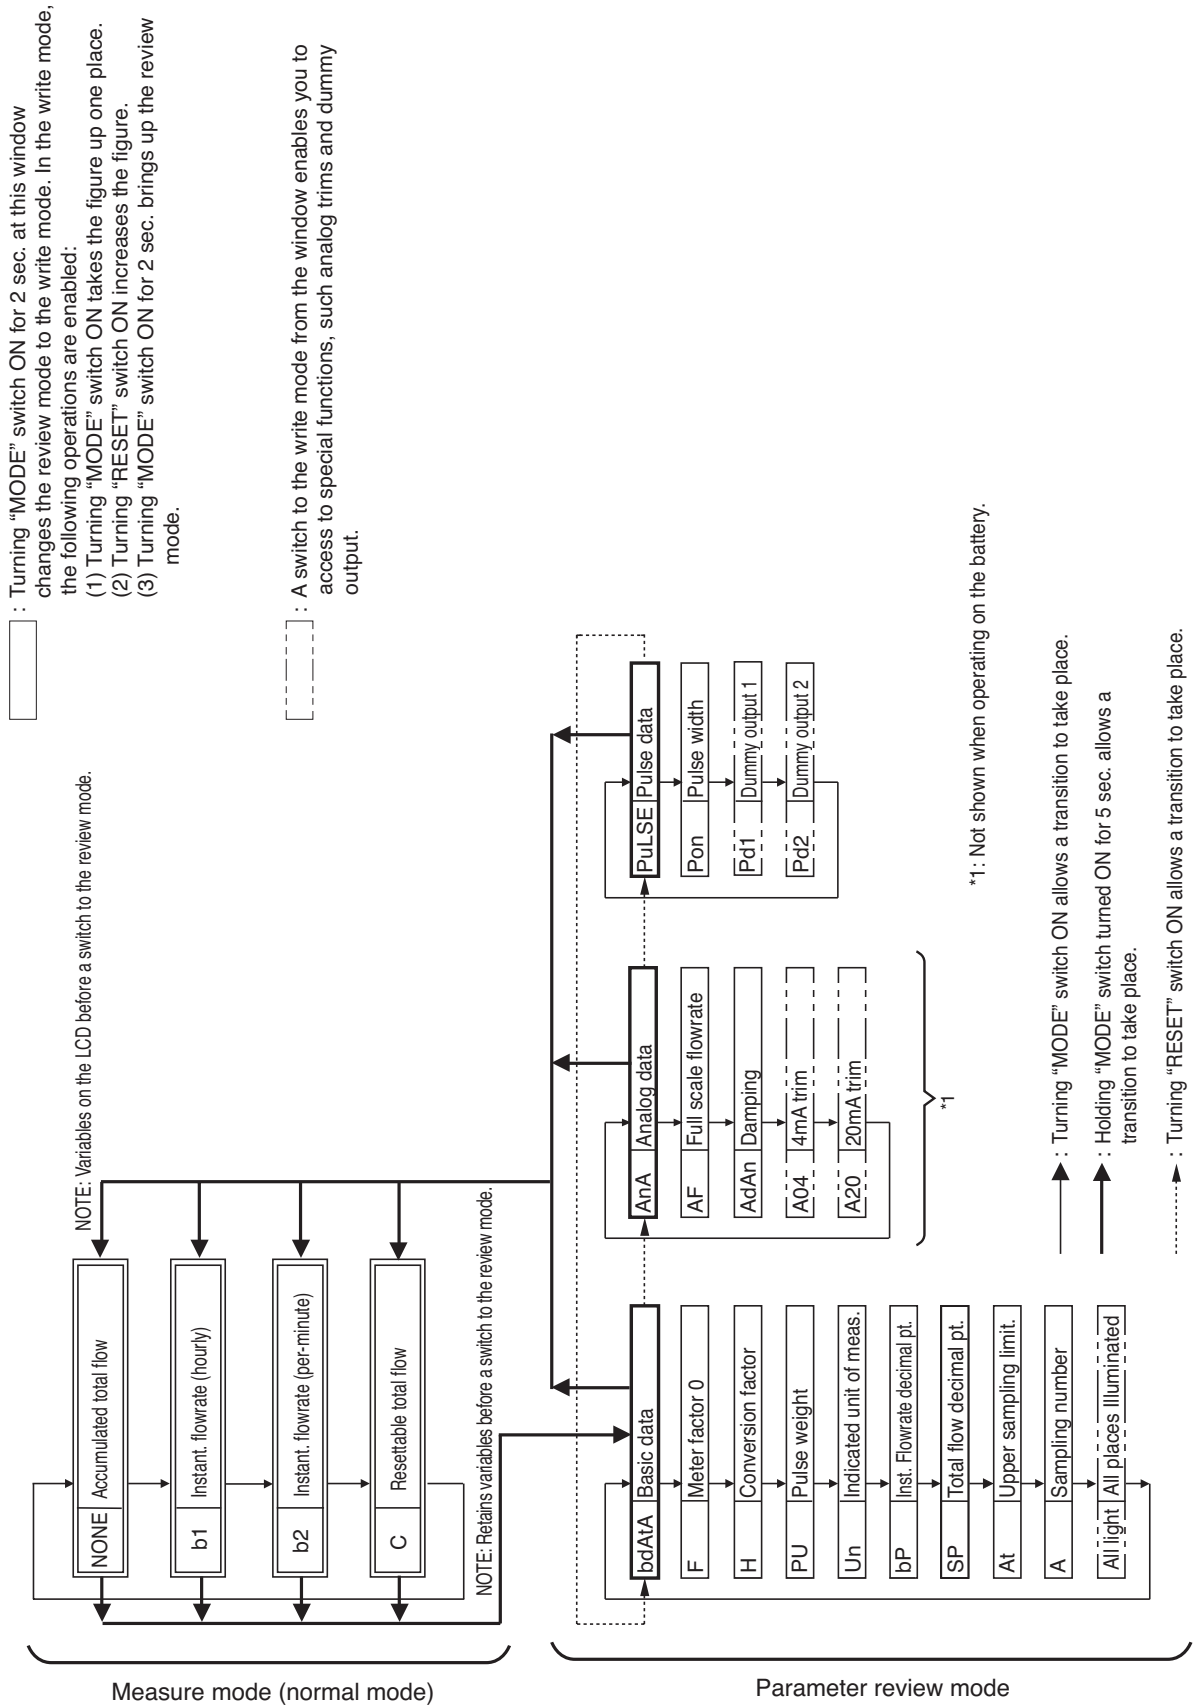 : Turning “MODE” switch ON for 2 sec. at this window
changes the review mode to the write mode. In the write mode,
the following operations are enabled:
(1) Turning “MODE” switch ON takes the figure up one place.
(2) Turning “RESET” switch ON increases the figure.
(3) Turning “MODE” switch ON for 2 sec. brings up the review
mode.
: A switch to the write mode from the window enables you to
access to special functions, such analog trims and dummy
output.
Measure mode (normal mode)
NOTE: Variables on the LCD before a switch to the review mode.
NONE Accumulated total flow
b1 Instant. flowrate (hourly)
b2 Instant. flowrate (per-minute)
C Resettable total flow
NOTE: Retains variables before a switch to the review mode.
Parameter review mode
bdAtA Basic data
F Meter factor 0
H Conversion factor
PU Pulse weight
Un Indicated unit of meas.
bP Inst. Flowrate decimal pt.
SP Total flow decimal pt.
At Upper sampling limit.
A Sampling number
All light All places Illuminated
AnA Analog data
AF Full scale flowrate
AdAn Damping
A04 4mA trim
A20 20mA trim
*1
PuLSE Pulse data
Pon Pulse width
Pd1 Dummy output 1
Pd2 Dummy output 2
*1: Not shown when operating on the battery.
: Turning “MODE” switch ON allows a transition to take place.
: Holding “MODE” switch turned ON for 5 sec. allows a
transition to take place.
: Turning “RESET” switch ON allows a transition to take place.